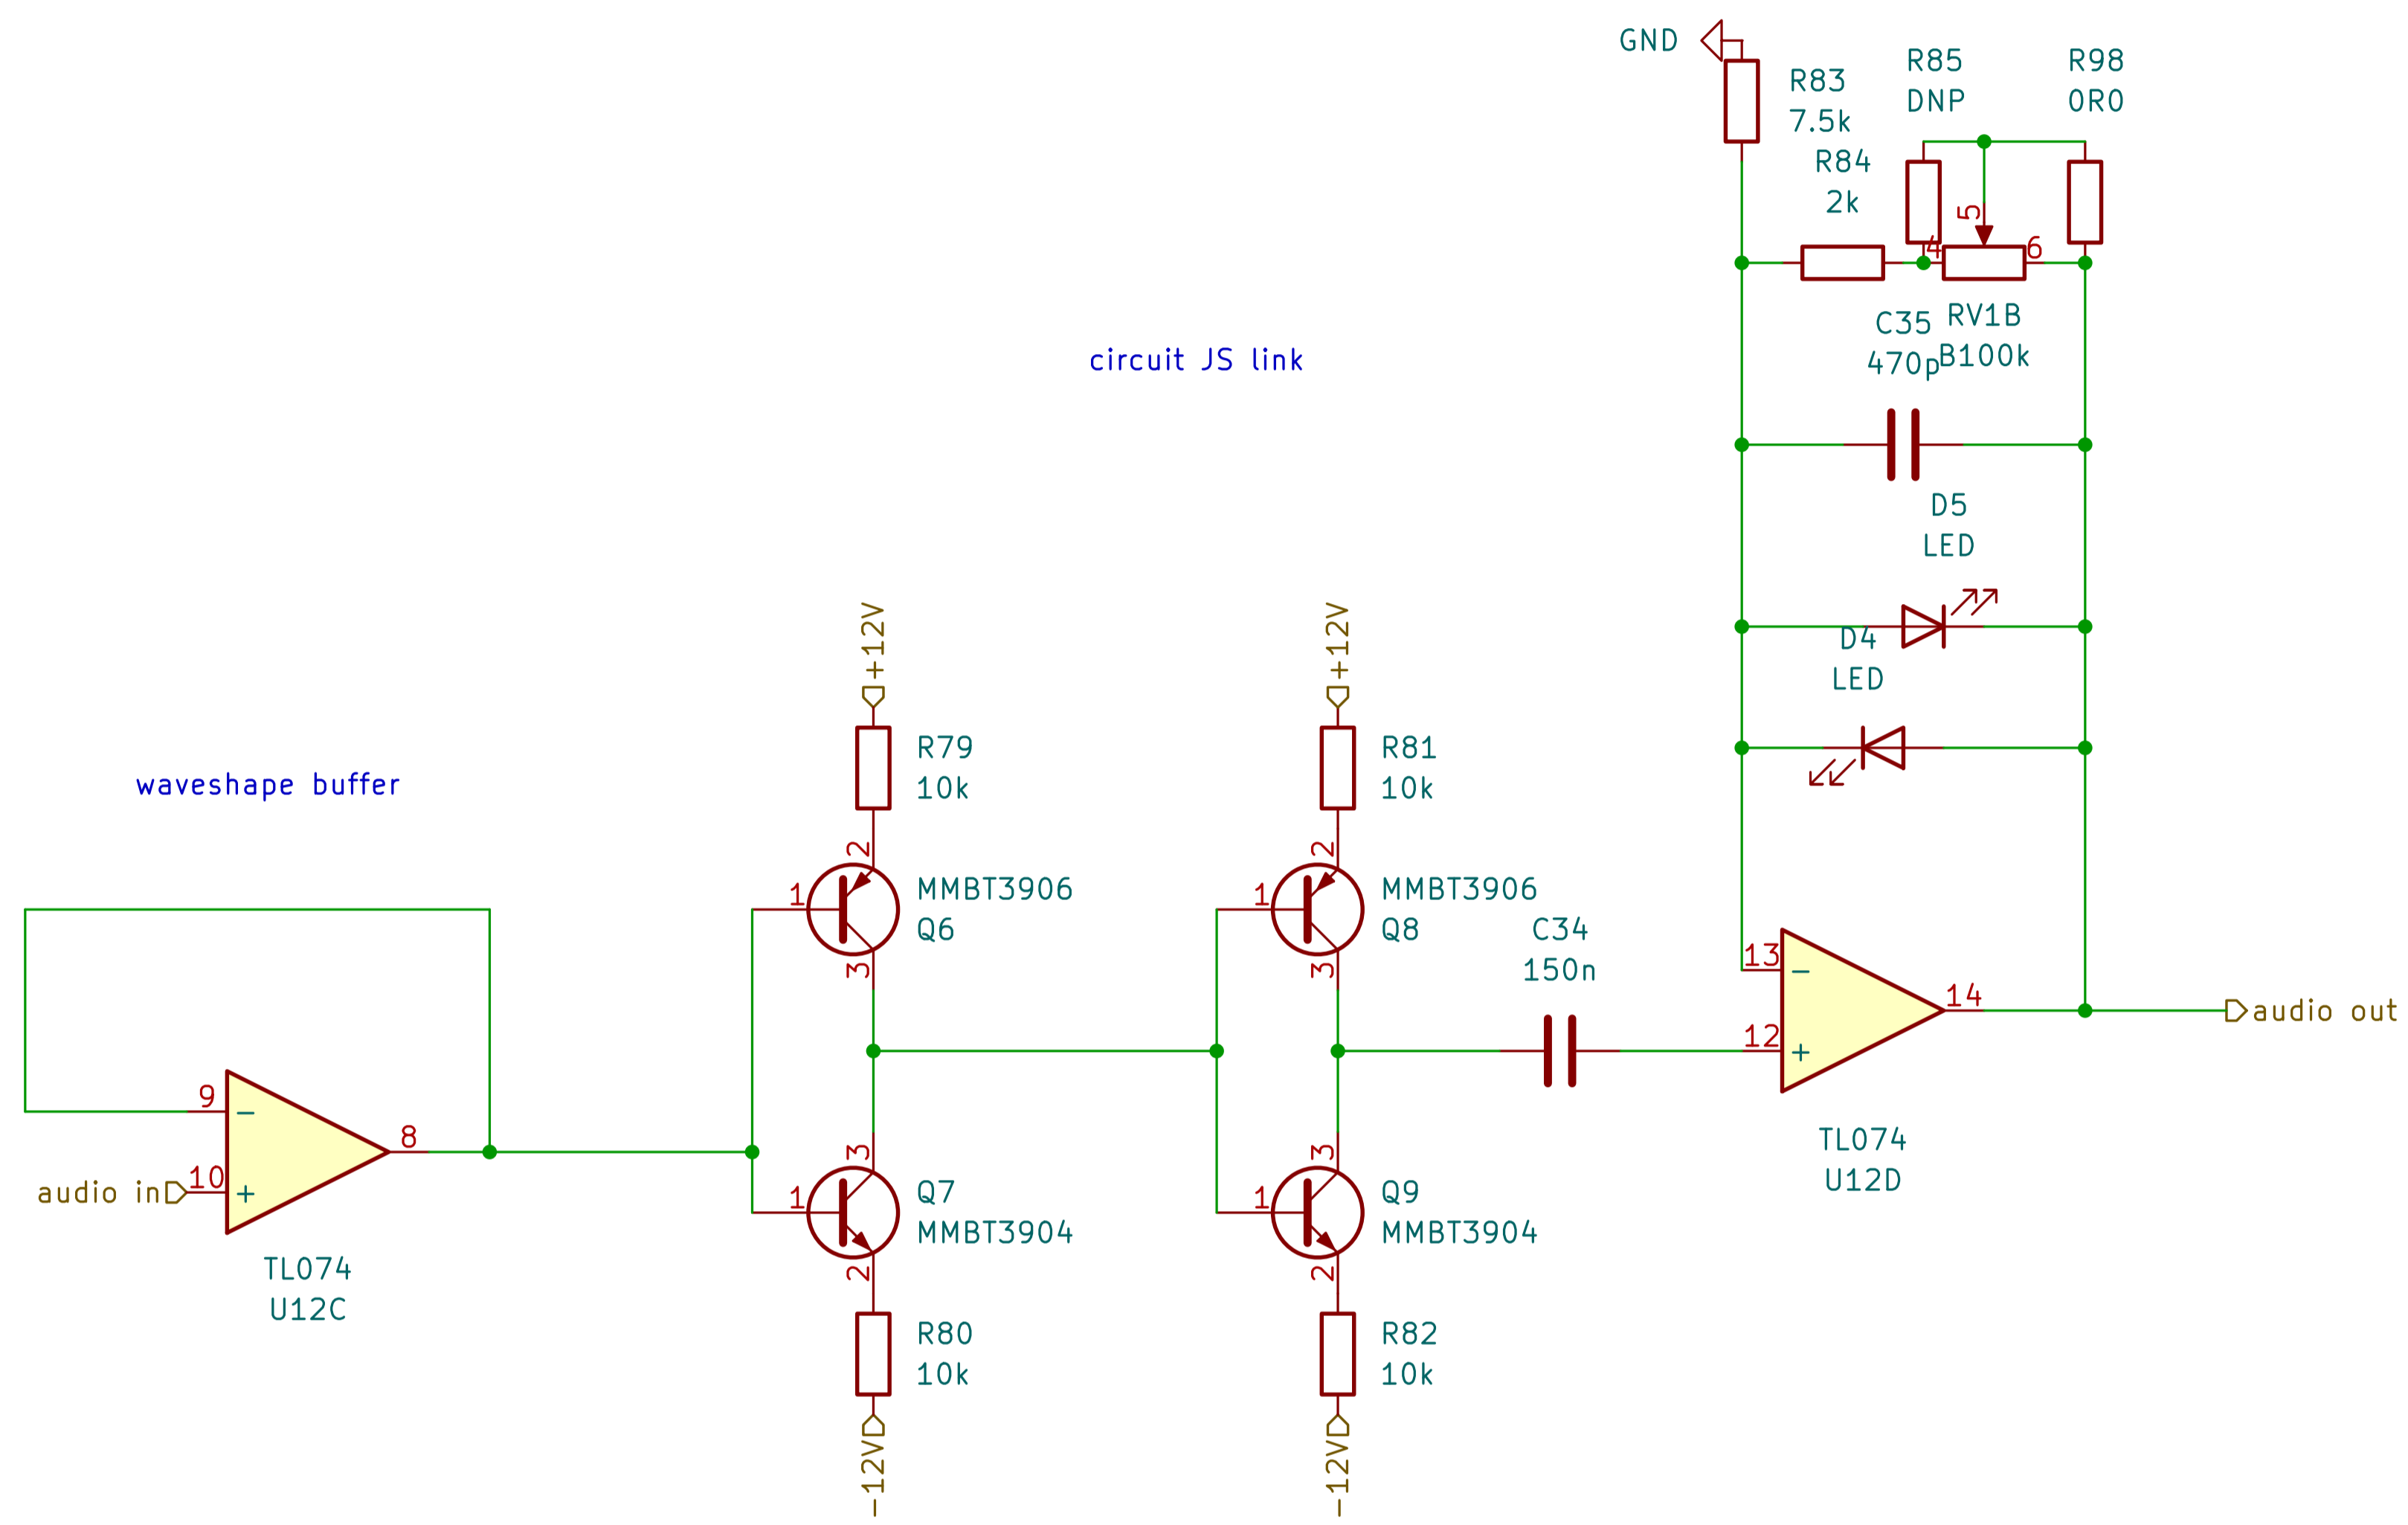 GND
R83
7.5k
R84
2k
R85
DNP
R98
0R0
5
4
6
RV1B
B100k
C35
470p
circuit JS link
D5
LED
D4
LED
+12V
+12V
R79
10k
R81
10k
waveshape buffer
2
1
MMBT3906
Q6
3
2
1
MMBT3906
Q8
3
C34
150n
13
−
12
+
14
audio out
TL074
U12D
9
−
8
audio in
10
+
TL074
U12C
3
1
Q7
MMBT3904
2
3
1
Q9
MMBT3904
2
R80
10k
R82
10k
-12V
-12V